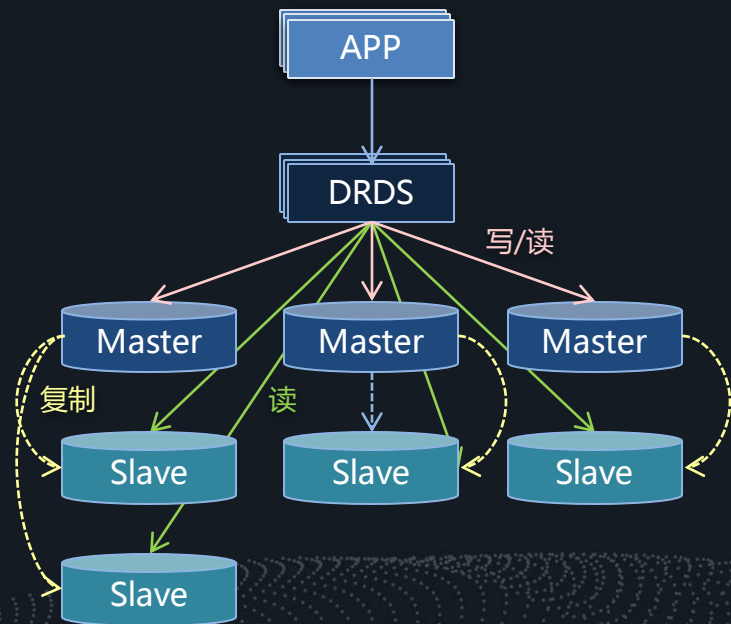 APP
DRDS
写/读
Master
Master
Master
复制
读
Slave
Slave
Slave
Slave